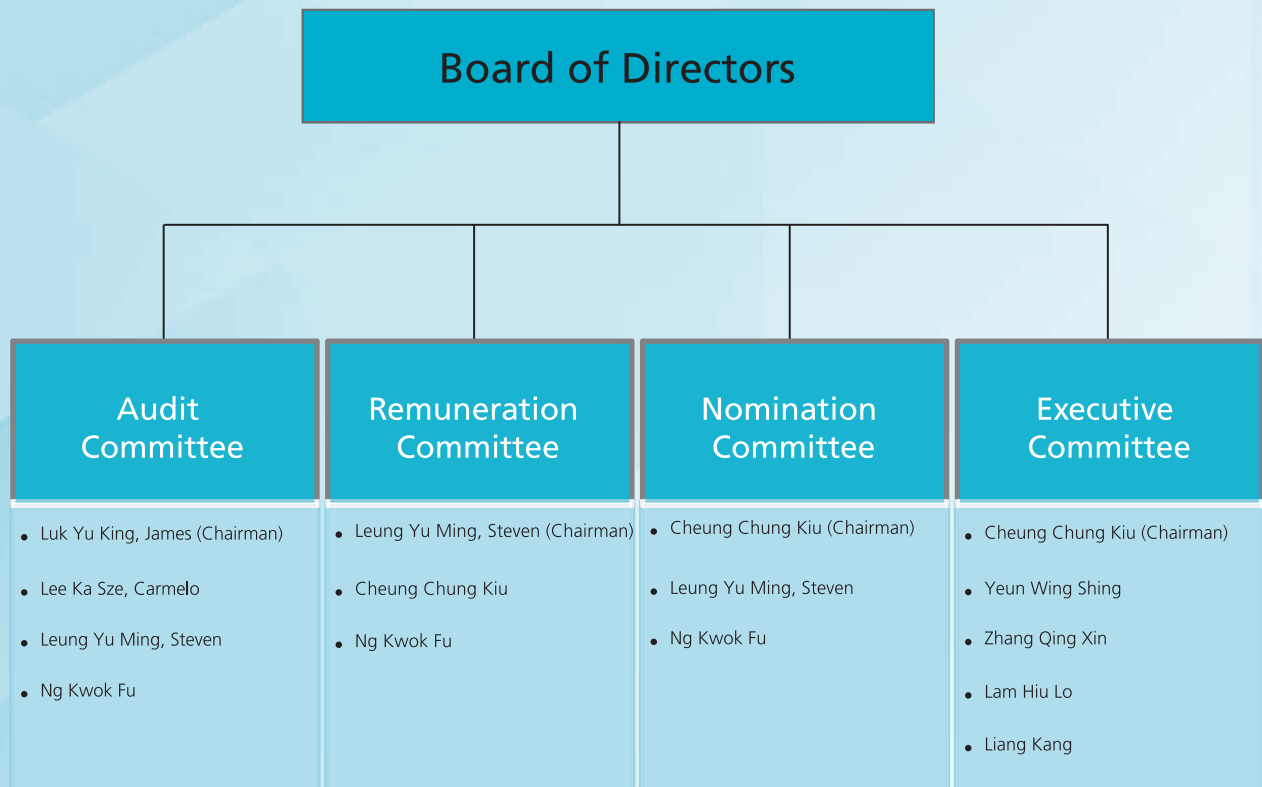 Board of Directors
Audit
Committee
• Luk Yu King, James (Chairman)
• Lee Ka Sze, Carmelo
• Leung Yu Ming, Steven
• Ng Kwok Fu
Remuneration
Committee
• Leung Yu Ming, Steven (Chairman)
• Cheung Chung Kiu
• Ng Kwok Fu
Nomination
Committee
• Cheung Chung Kiu (Chairman)
• Leung Yu Ming, Steven
• Ng Kwok Fu
Executive
Committee
• Cheung Chung Kiu (Chairman)
• Yeun Wing Shing
• Zhang Qing Xin
• Lam Hiu Lo
• Liang Kang